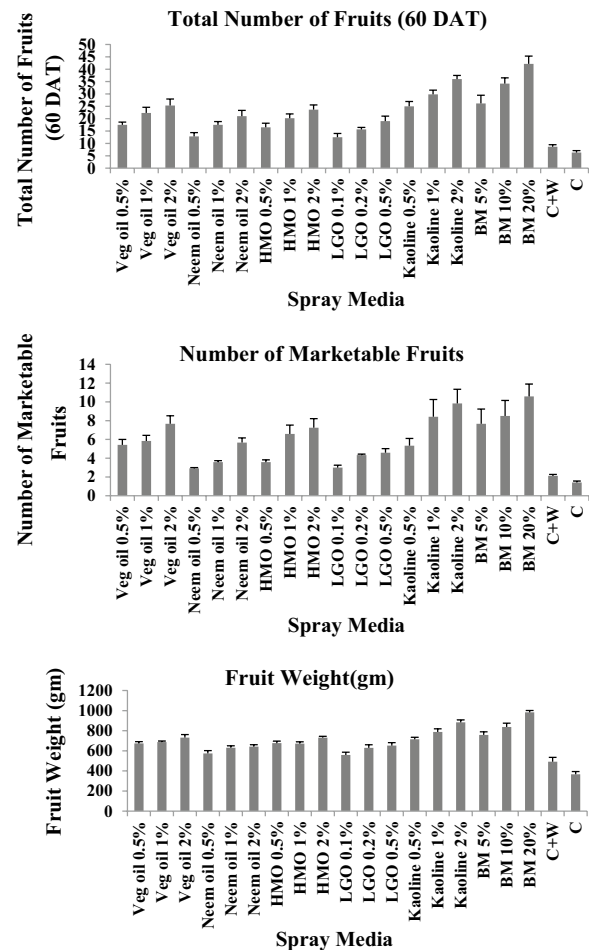 Total Number of Fruits (60 DAT)
Total Number of Fruits
(60 DAT)
50
45
40
35
30
25
20
15
10
5
0
Veg oil 0.5%
Veg oil 1%
Veg oil 2%
Neem oil 0.5%
Neem oil 1%
Neem oil 2%
HMO 0.5%
HMO 1%
HMO 2%
LGO 0.1%
LGO 0.2%
LGO 0.5%
Kaoline 0.5%
Kaoline 1%
Kaoline 2%
BM 5%
BM 10%
BM 20%
C+W
C
Spray Media
Number of Marketable Fruits
Number of Marketable
Fruits
14
12
10
8
6
4
2
0
Veg oil 0.5%
Veg oil 1%
Veg oil 2%
Neem oil 0.5%
Neem oil 1%
Neem oil 2%
HMO 0.5%
HMO 1%
HMO 2%
LGO 0.1%
LGO 0.2%
LGO 0.5%
Kaoline 0.5%
Kaoline 1%
Kaoline 2%
BM 5%
BM 10%
BM 20%
C+W
C
Spray Media
Fruit Weight(gm)
Fruit Weight (gm)
1200
1000
800
600
400
200
0
Veg oil 0.5%
Veg oil 1%
Veg oil 2%
Neem oil 0.5%
Neem oil 1%
Neem oil 2%
HMO 0.5%
HMO 1%
HMO 2%
LGO 0.1%
LGO 0.2%
LGO 0.5%
Kaoline 0.5%
Kaoline 1%
Kaoline 2%
BM 5%
BM 10%
BM 20%
C+W
C
Spray Media